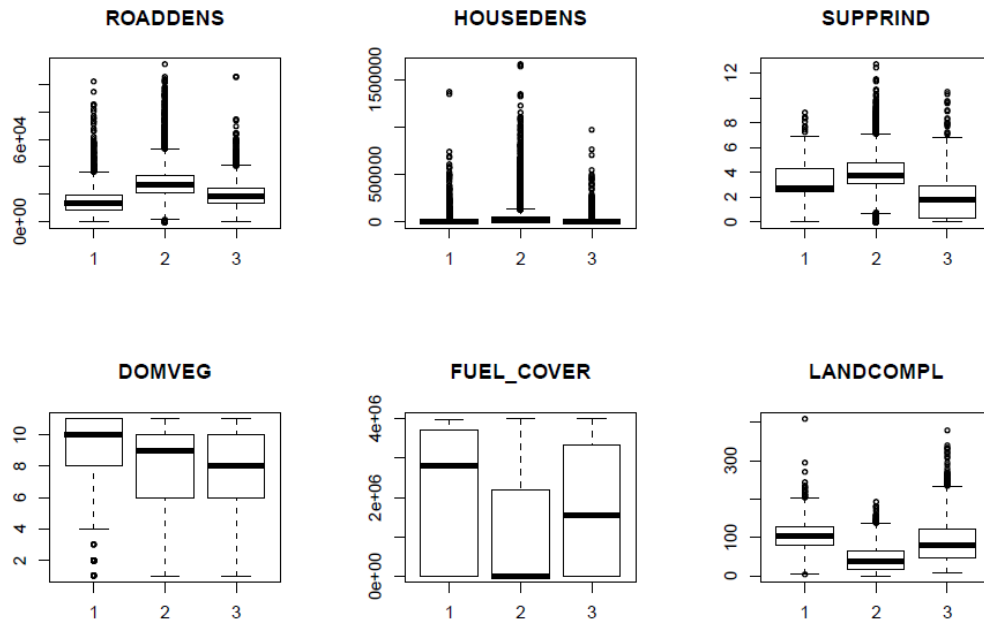 ROADDENS
0e+00 6e+04
1 2 3
HOUSEDENS
0 500000 1500000
1 2 3
SUPPRIND
0 2 4 6 8 12
1 2 3
DOMVEG
2 4 6 8 10
1 2 3
FUEL_COVER
0e+00 2e+06 4e+06
1 2 3
LANDCOMPL
0 100 300
1 2 3